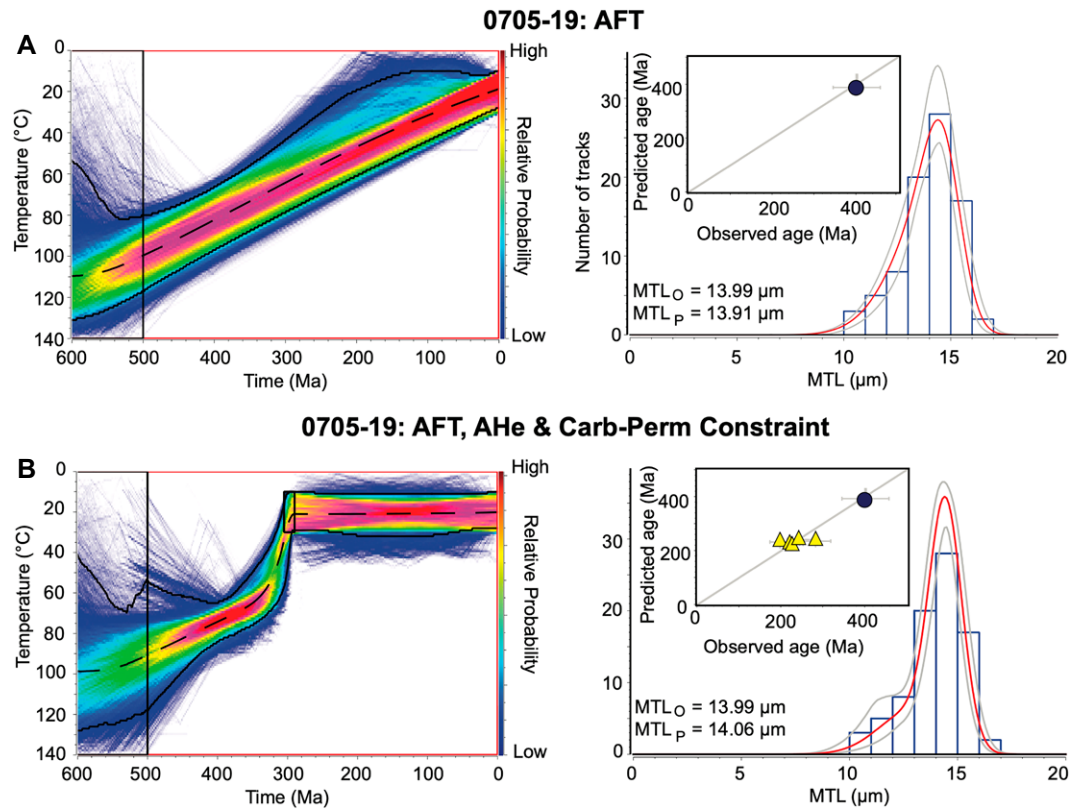 0705-19: AFT
A
0
20
40
60
80
100
120
140
Temperature (°C)
600
500
400
300
200
100
0
Time (Ma)
High
Low
Relative Probability
30
20
10
0
Number of tracks
0
5
10
15
20
MTL (µm)
MTLO = 13.99 µm
MTLP = 13.91 µm
400
200
0
Predicted age (Ma)
0
200
400
Observed age (Ma)
0705-19: AFT, AHe & Carb-Perm Constraint
B
0
20
40
60
80
100
120
140
Temperature (°C)
600
500
400
300
200
100
0
Time (Ma)
High
Low
Relative Probability
30
20
10
0
0
5
10
15
20
MTL (µm)
MTLO = 13.99 µm
MTLP = 14.06 µm
400
200
0
Predicted age (Ma)
0
200
400
Observed age (Ma)